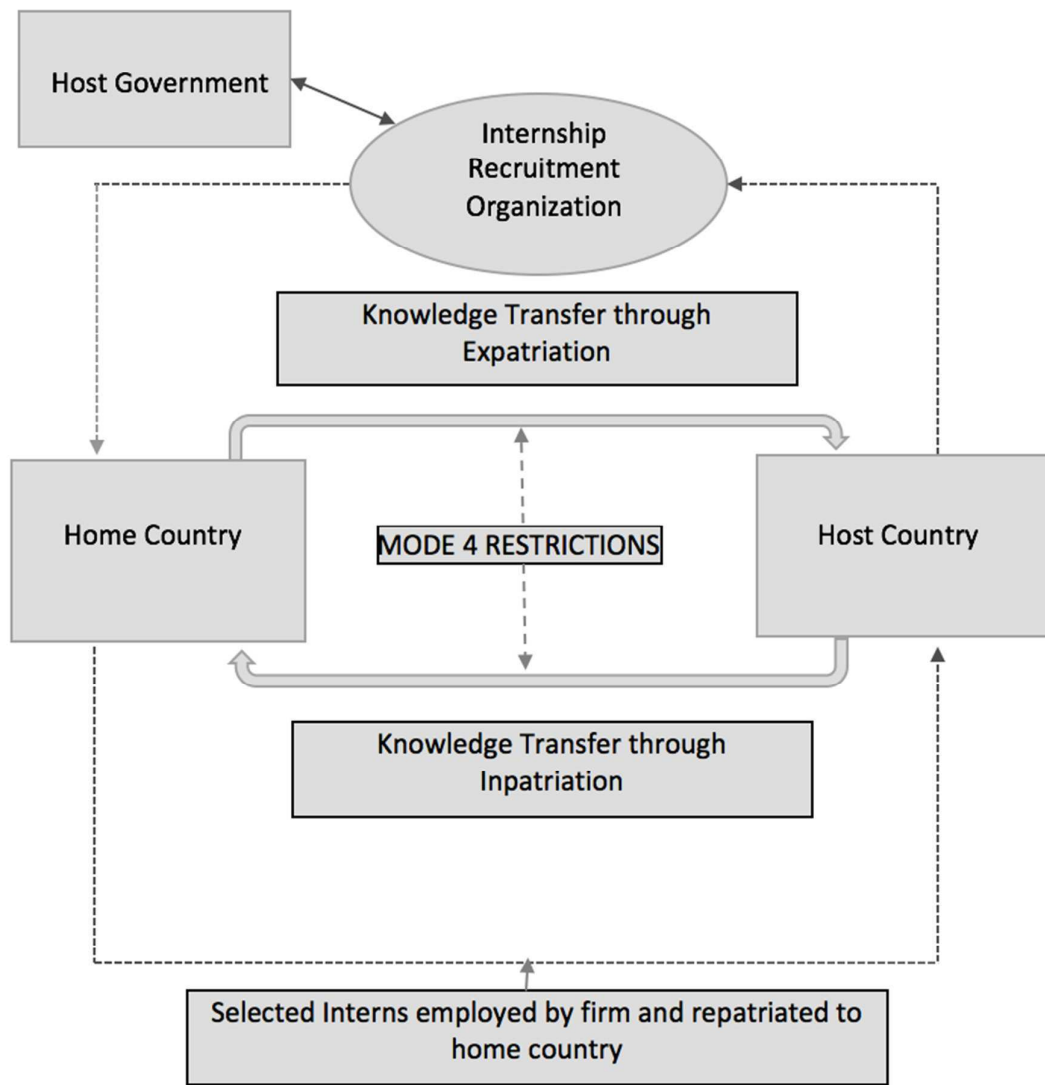 Host Government
Internship
Recruitment
Organization
Knowledge Transfer through
Expatriation
Home Country
MODE 4 RESTRICTIONS
Host Country
Knowledge Transfer through
Inpatriation
Selected Interns employed by firm and repatriated to
home country